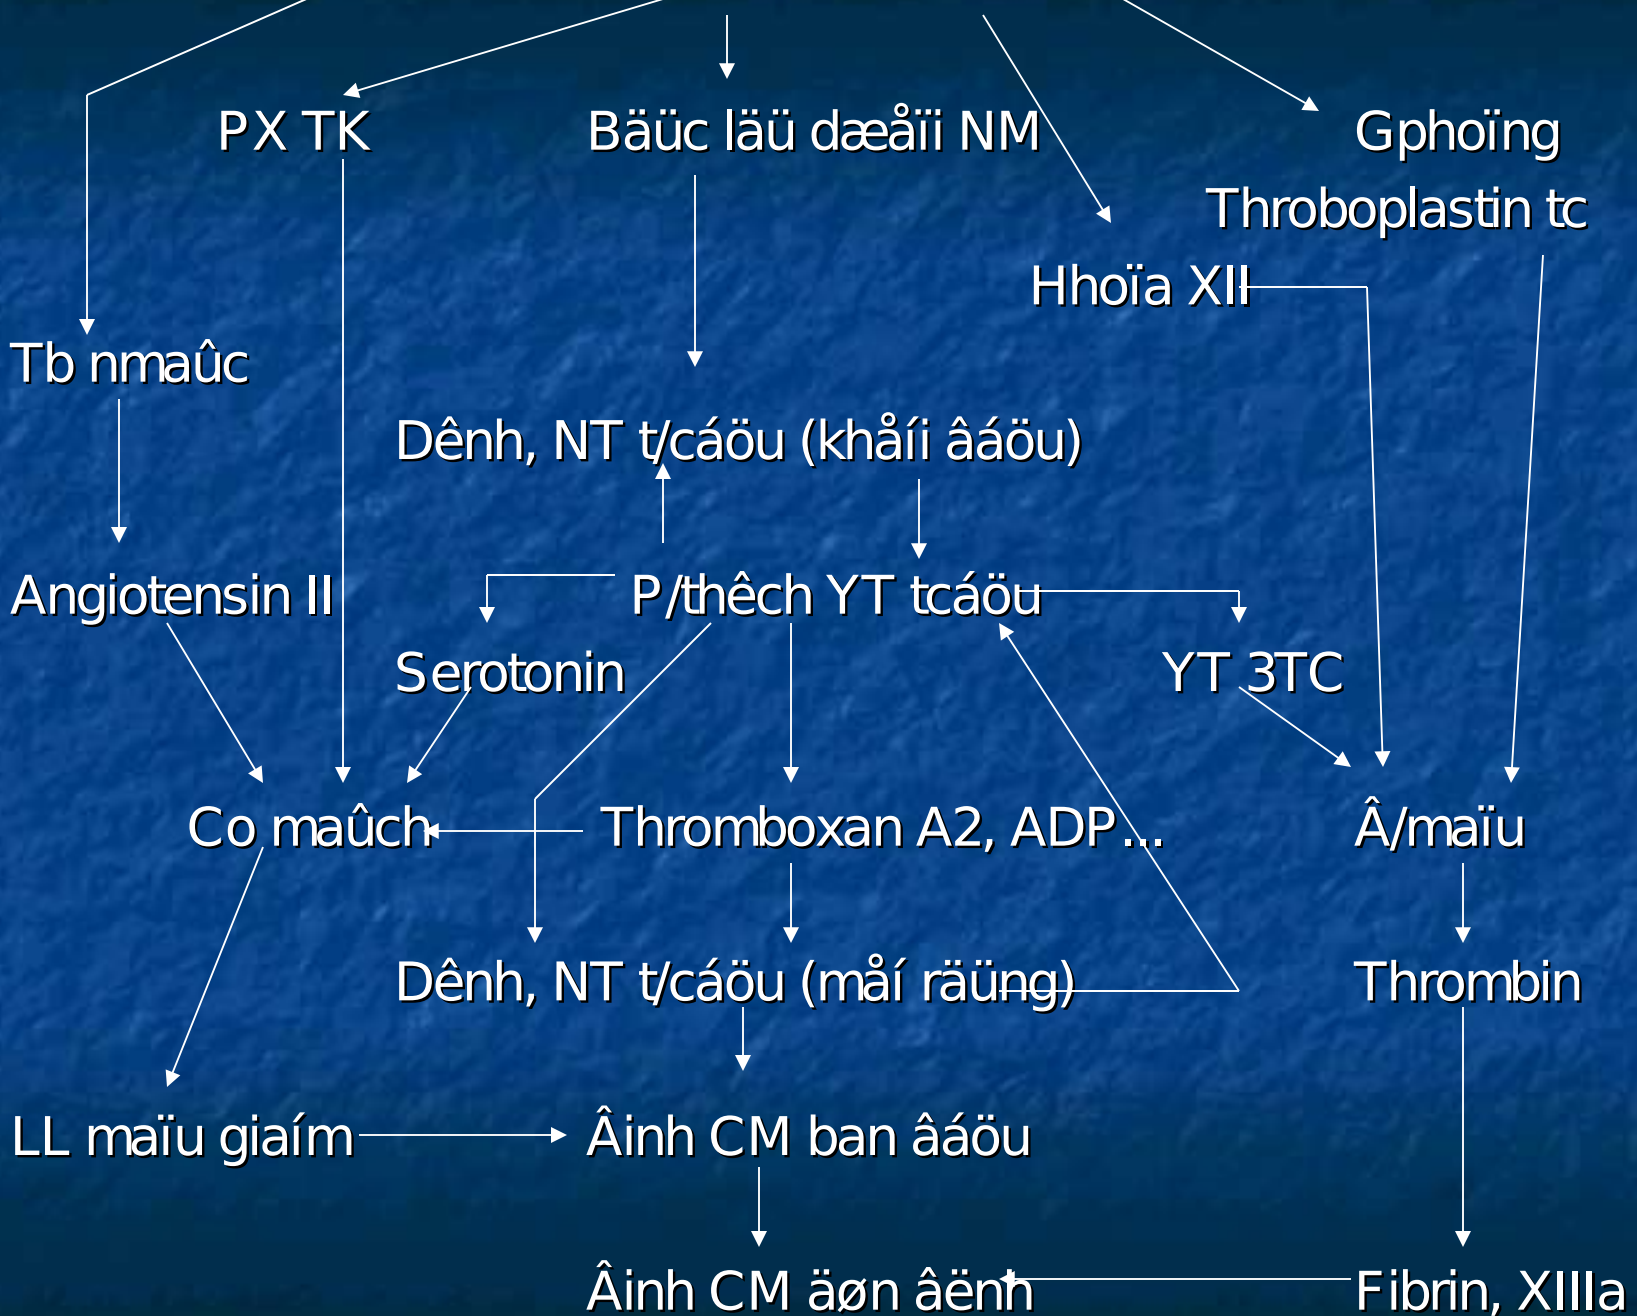 PX TK Bäüc läü dæåïi NM Gphoïng
Throboplastin tc
Hhoïa XII
Tb nmaûc
Dênh, NT t/cáöu (khåíi âáöu)
Angiotensin II P/thêch YT tcáöu
Serotonin YT 3TC
Co maûch Thromboxan A2, ADP... Â/maïu
Dênh, NT t/cáöu (måí räüng) Thrombin
LL maïu giaím Âinh CM ban âáöu
Âinh CM äøn âënh Fibrin, XIIIa